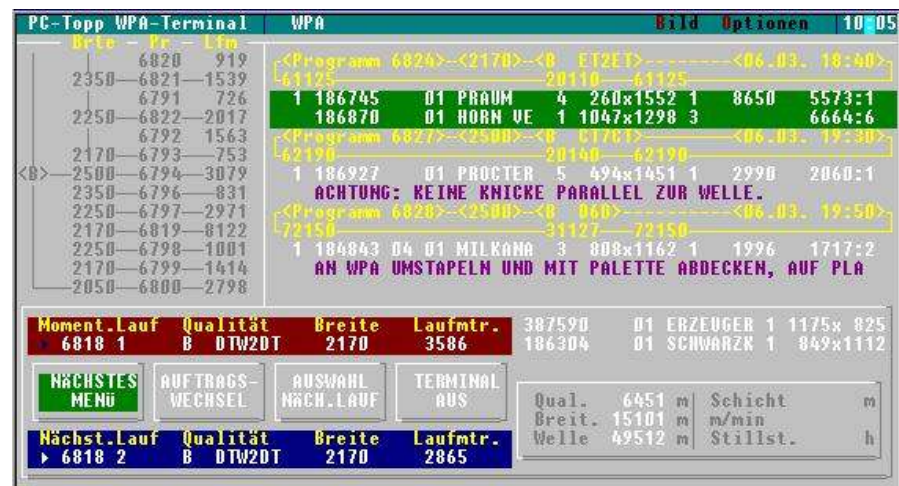 PC-Topp WPA-Terminal WPA Bild Optionen 10:05
Brte - Pr - Lfm
6820 919
2350—6821—1539
6791 726
2250—6822—2017
6792 1563
2170—6793—753
<B>—2500—6794—3079
2350—6796—831
2250—6797—2971
2170—6819—8122
2250—6798—1001
2170—6799—1414
2050—6800—2798
<Programm 6824>--<2170>--<B ET2ET>--------<06.03. 18:40>
61125 20110 61125
1 186745 01 PRAUM 4 260x1552 1 8650 5573:1
186870 01 HORN VE 1 1047x1298 3 6664:6
<Programm 6827>--<2500>--<B CT7CT>--------<06.03. 19:30>
62190 20140 62190
1 186927 01 PROCTER 5 494x1451 1 2990 2060:1
ACHTUNG: KEINE KNICKE PARALLEL ZUR WELLE.
<Programm 6828>--<2500>--<B D6D>--------<06.03. 19:50>
72150 31127 72150
1 184843 04 01 MILKANA 3 808x1162 1 1996 1717:2
AN WPA UMSTAPELN UND MIT PALETTE ABDECKEN, AUF PLA
Moment.Lauf Qualität Breite Laufmtr.
6818 1 B DTW2DT 2170 3586
387590 01 ERZEUGER 1 1175x 825
186304 01 SCHWARZK 1 849x1112
NÄCHSTES MENÜ
AUFTRAGS-WECHSEL
AUSWAHL NÄCH.LAUF
TERMINAL AUS
Qual. 6451 m Schicht m
Breit. 15101 m m/min
Welle 49512 m Stillst. h
Nächst.Lauf Qualität Breite Laufmtr.
6818 2 B DTW2DT 2170 2865